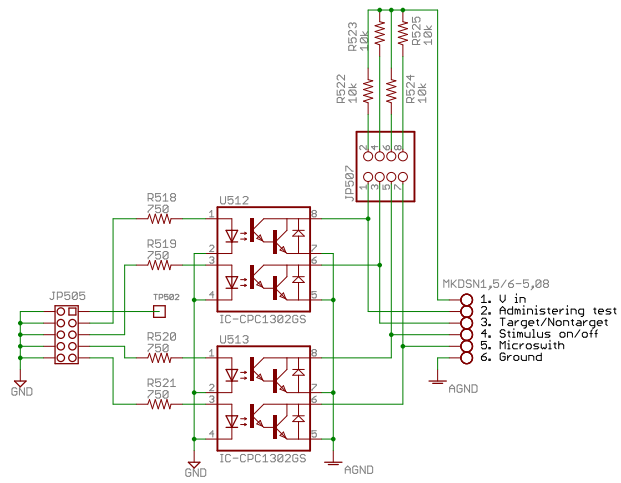 R523
10k
R525
10k
R522
10k
R524
10k
2 4 6 8
JP507
1 3 5 7
R518
750
U512
1 8
2 7
R519
750
3 6
4 5
IC-CPC1302GS
JP505
TP502
GND
MKDSN1,5/6-5,08
1. V in
2. Administering test
3. Target/Nontarget
4. Stimulus on/off
5. Microsuith
6. Ground
AGND
R520
750
U513
1 8
2 7
R521
750
3 6
4 5
IC-CPC1302GS
GND
AGND